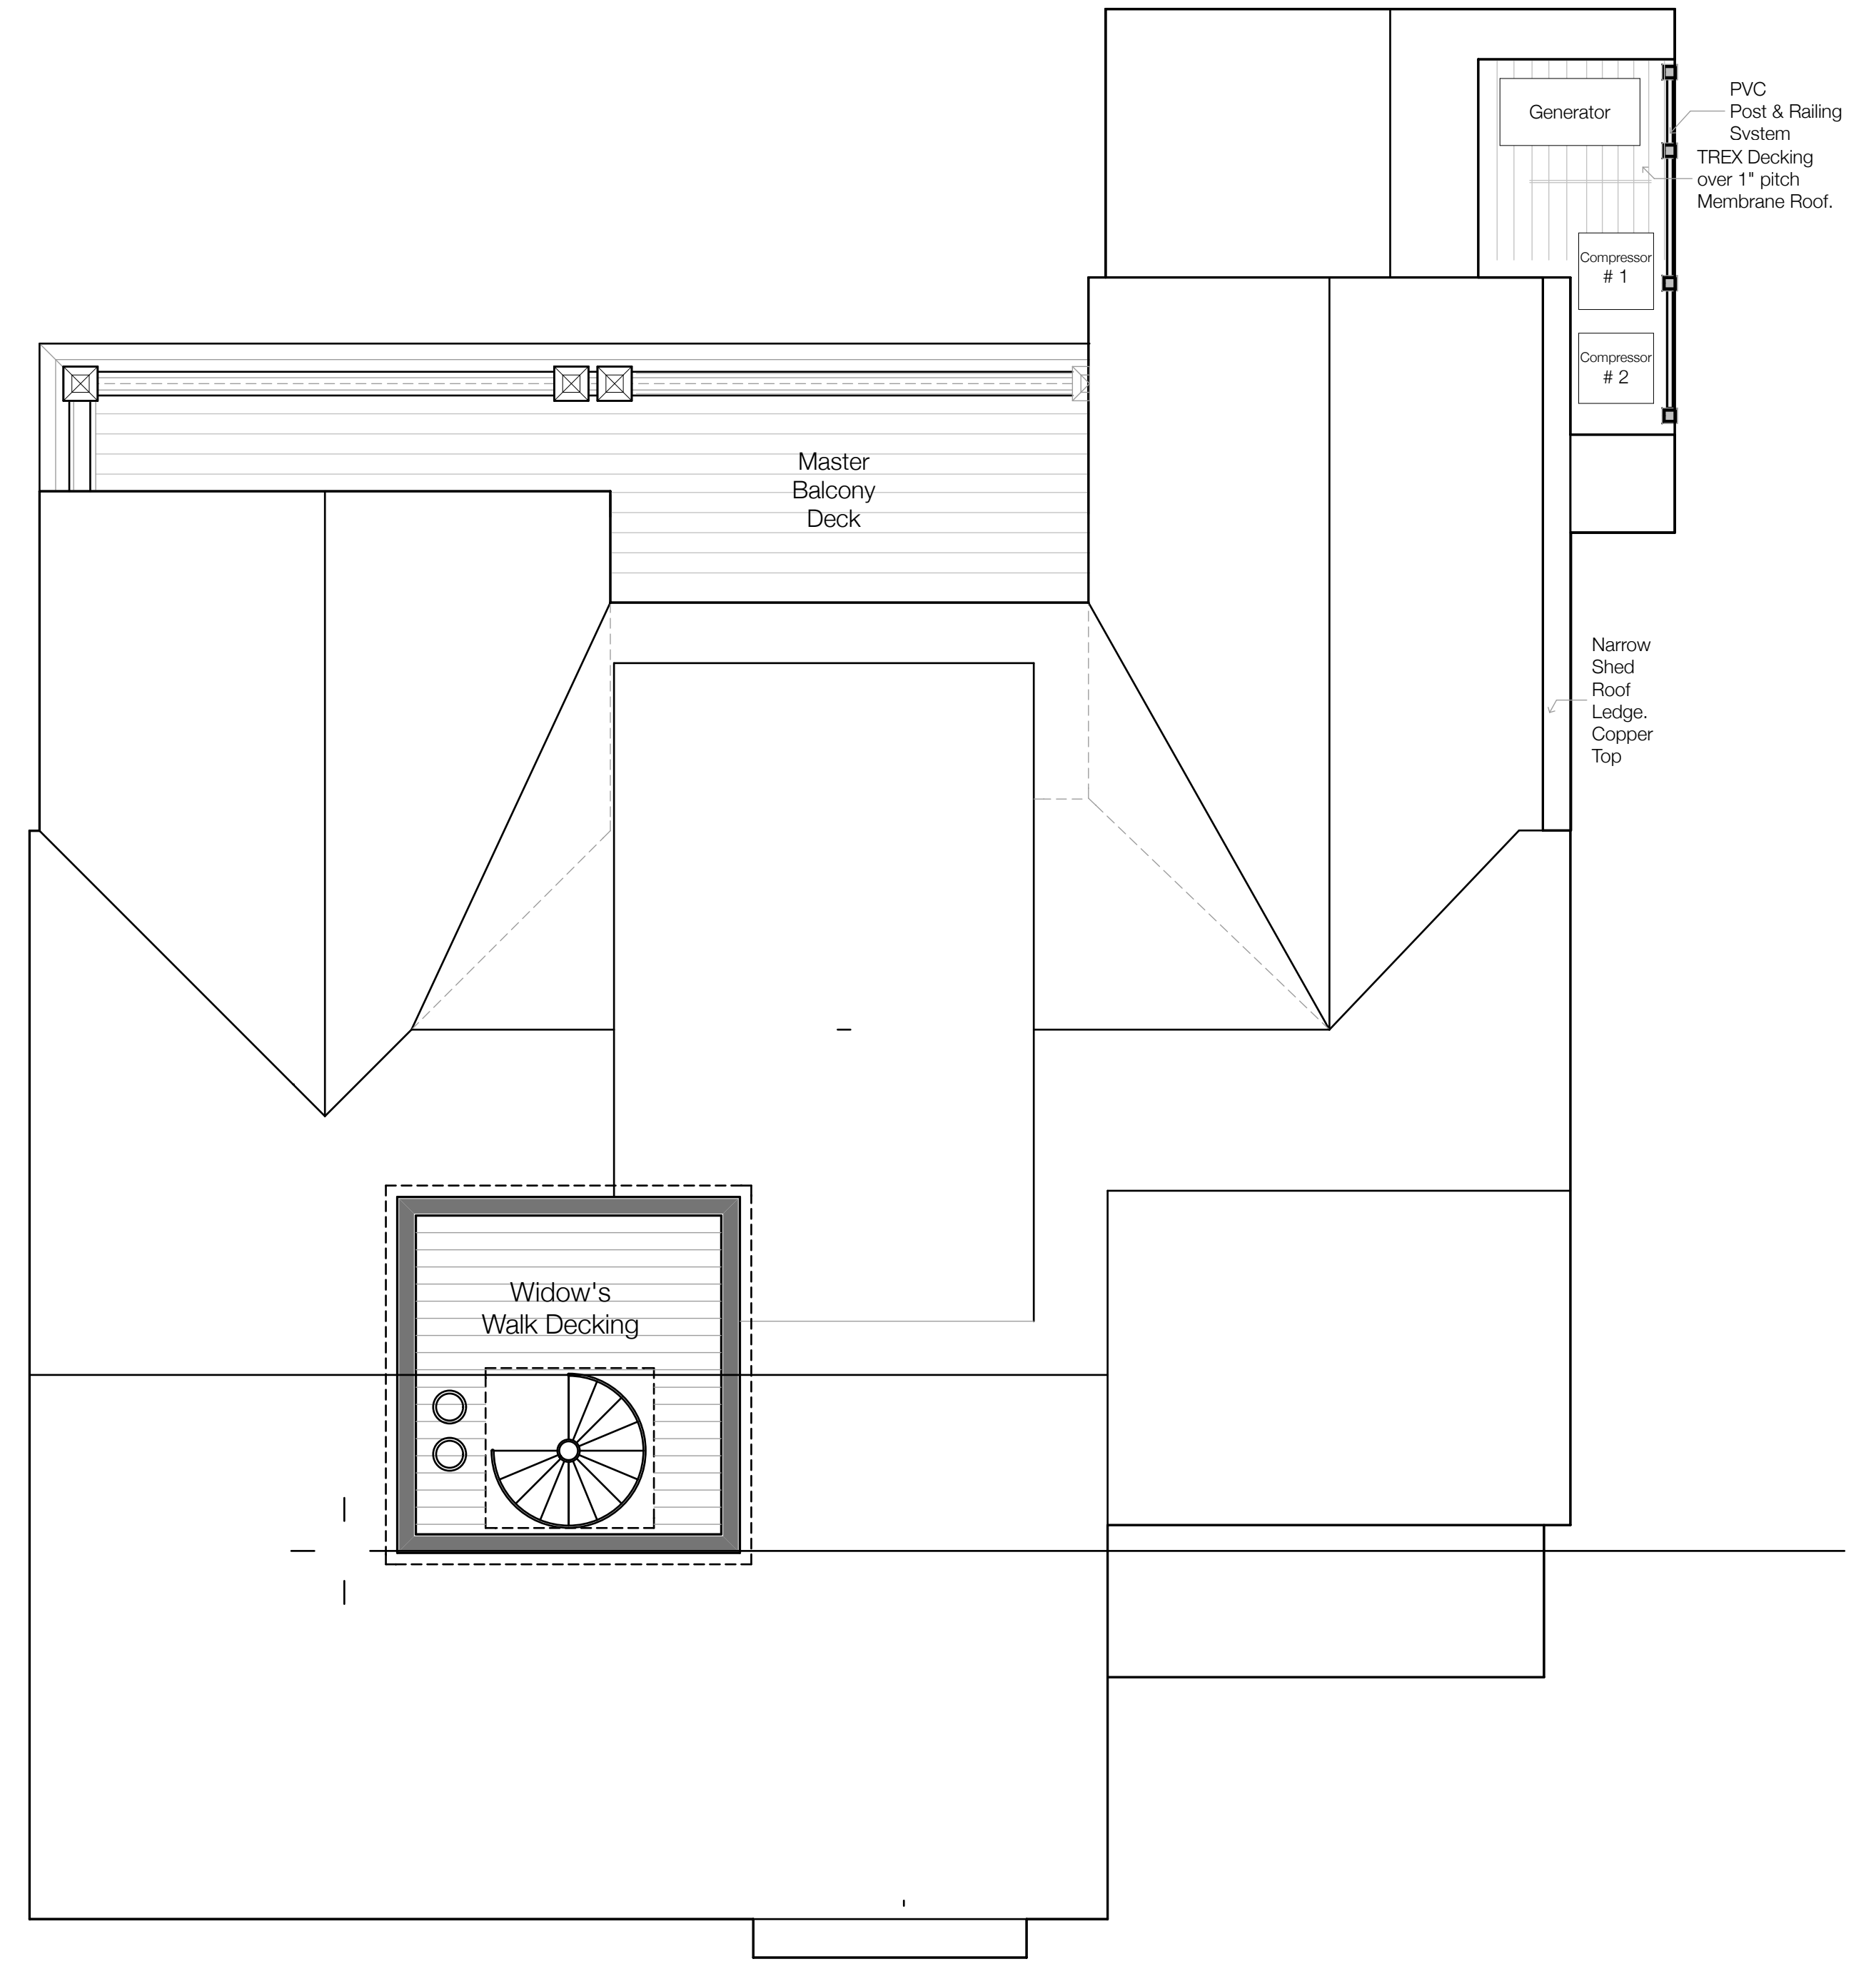 Generator
PVC
Post & Railing
System
TREX Decking
over 1" pitch
Membrane Roof.
Compressor
# 1
Compressor
# 2
Master
Balcony
Deck
Narrow
Shed
Roof
Ledge.
Copper
Top
Widow's
Walk Decking